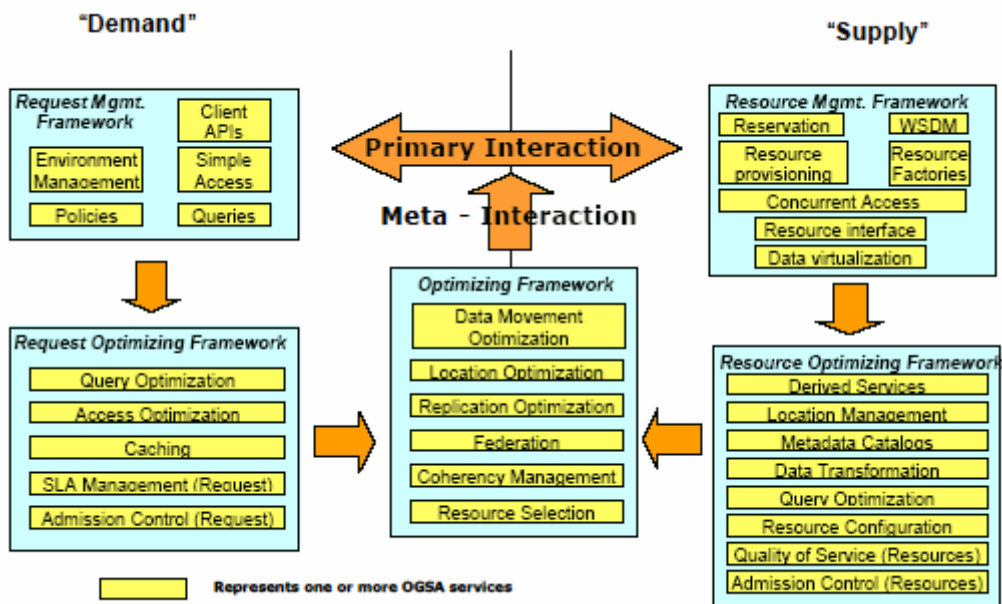 "Demand"
"Supply"
Request Mgmt.
Framework
Client
APIs
Environment
Management
Simple
Access
Policies
Queries
Primary Interaction
Meta - Interaction
Resource Mgmt. Framework
Reservation
WSDM
Resource
provisioning
Resource
Factories
Concurrent Access
Resource interface
Data virtualization
Request Optimizing Framework
Query Optimization
Access Optimization
Caching
SLA Management (Request)
Admission Control (Request)
Optimizing Framework
Data Movement
Optimization
Location Optimization
Replication Optimization
Federation
Coherency Management
Resource Selection
Resource Optimizing Framework
Derived Services
Location Management
Metadata Catalogs
Data Transformation
Query Optimization
Resource Configuration
Quality of Service (Resources)
Admission Control (Resources)
Represents one or more OGSA services